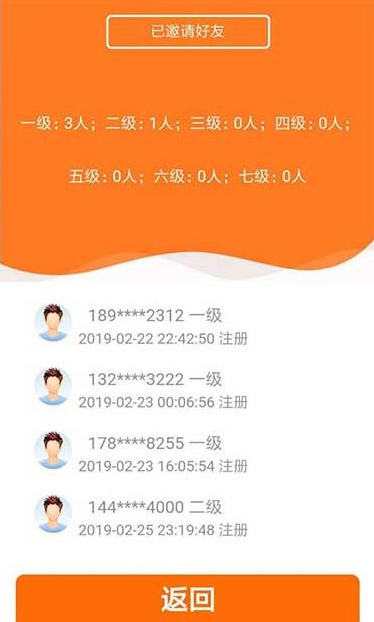 已邀请好友
一级: 3人; 二级: 1人; 三级: 0人; 四级: 0人;
五级: 0人; 六级: 0人; 七级: 0人
189****2312 一级
2019-02-22 22:42:50 注册
132****3222 一级
2019-02-23 00:06:56 注册
178****8255 一级
2019-02-23 16:05:54 注册
144****4000 二级
2019-02-25 23:19:48 注册
返回